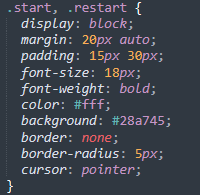 .start, .restart {
  display: block;
  margin: 20px auto;
  padding: 15px 30px;
  font-size: 18px;
  font-weight: bold;
  color: #fff;
  background: #28a745;
  border: none;
  border-radius: 5px;
  cursor: pointer;
}